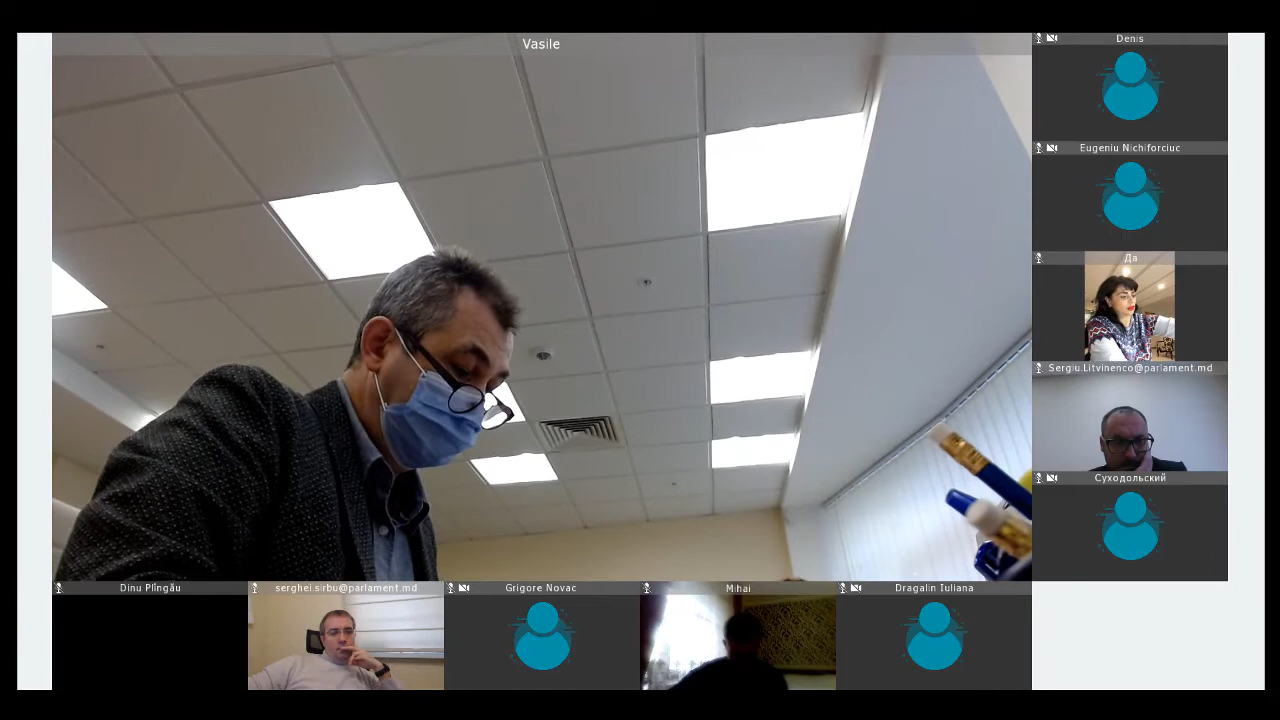 Vasile
Denis
Eugeniu Nichiforciuc
Да
Sergiu.Litvinenco@parlament.md
Суходольский
Dinu Plîngău
serghei.sirbu@parlament.md
Grigore Novac
Mihai
Dragalin Iuliana